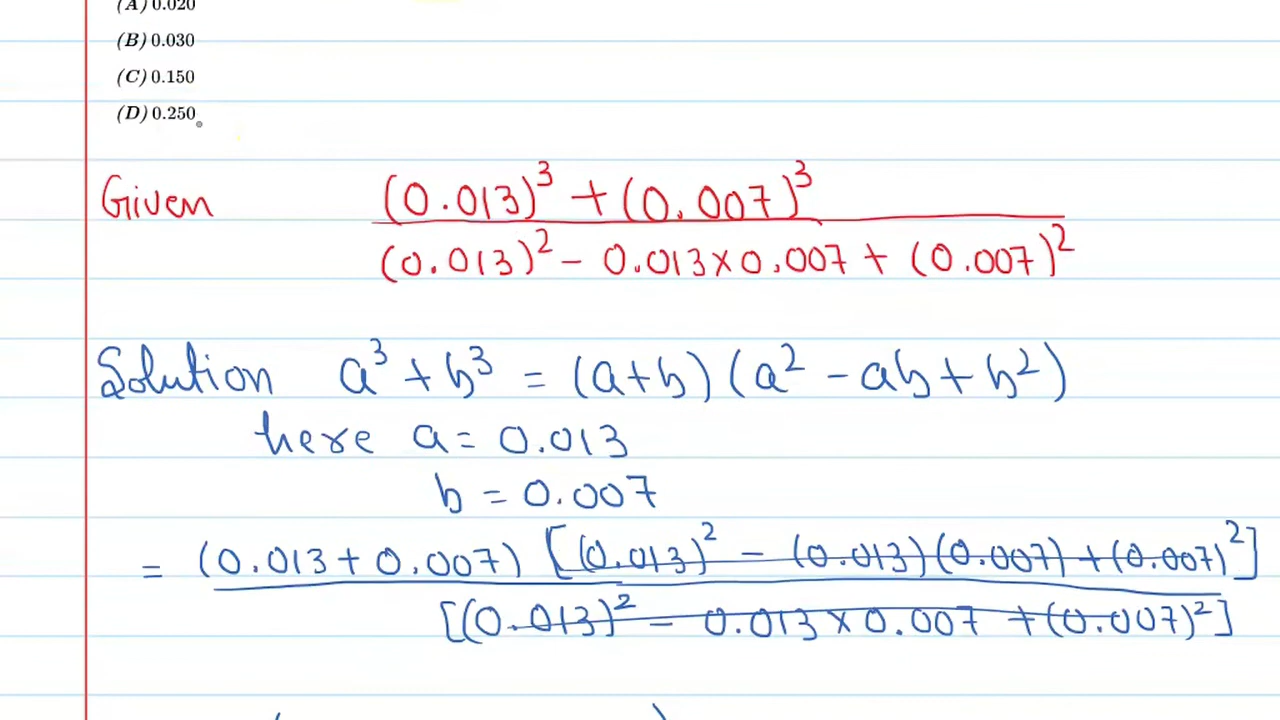 (A) 0.020
(B) 0.030
(C) 0.150
(D) 0.250
Given (0.013)³ + (0.007)³
(0.013)² − 0.013×0.007 + (0.007)²
Solution a³ + b³ = (a+b) (a² − ab + b²)
here a = 0.013
b = 0.007
= (0.013 + 0.007) [(0.013)² − (0.013)(0.007) + (0.007)²]
[(0.013)² − 0.013 × 0.007 + (0.007)²]